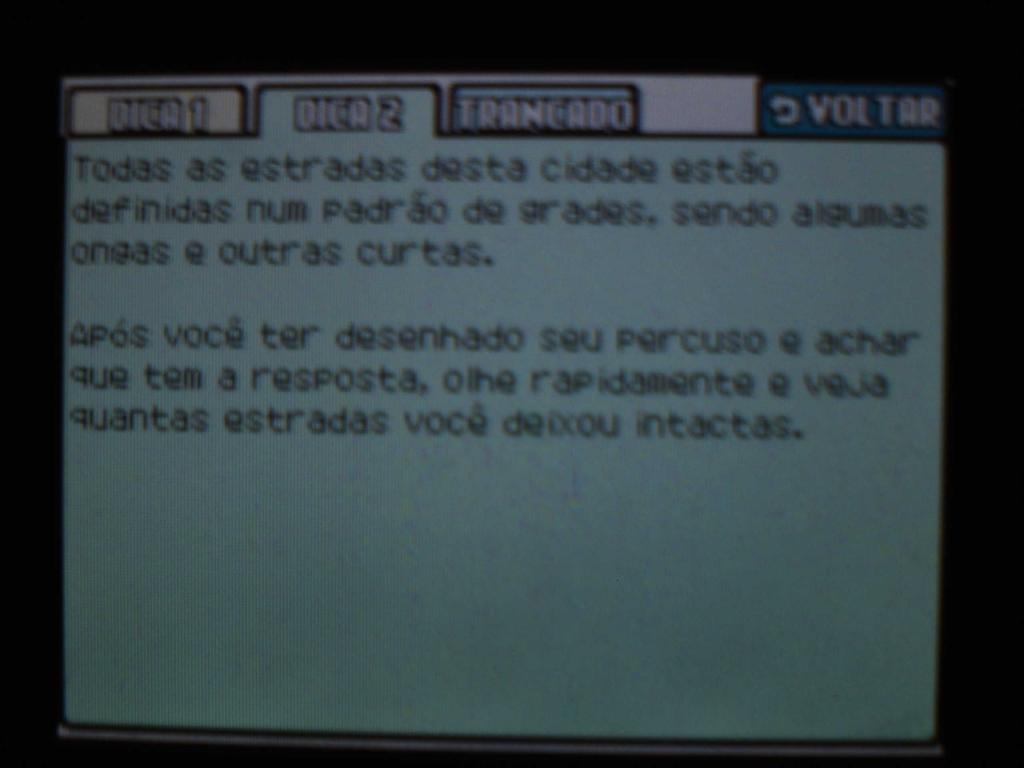 DICA 1 DICA 2 TRANCADO VOLTAR
Todas as estradas desta cidade estão
definidas num padrão de grades, sendo algumas
ongas e outras curtas.
Após você ter desenhado seu percuso e achar
que tem a resposta, olhe rapidamente e veja
quantas estradas você deixou intactas.